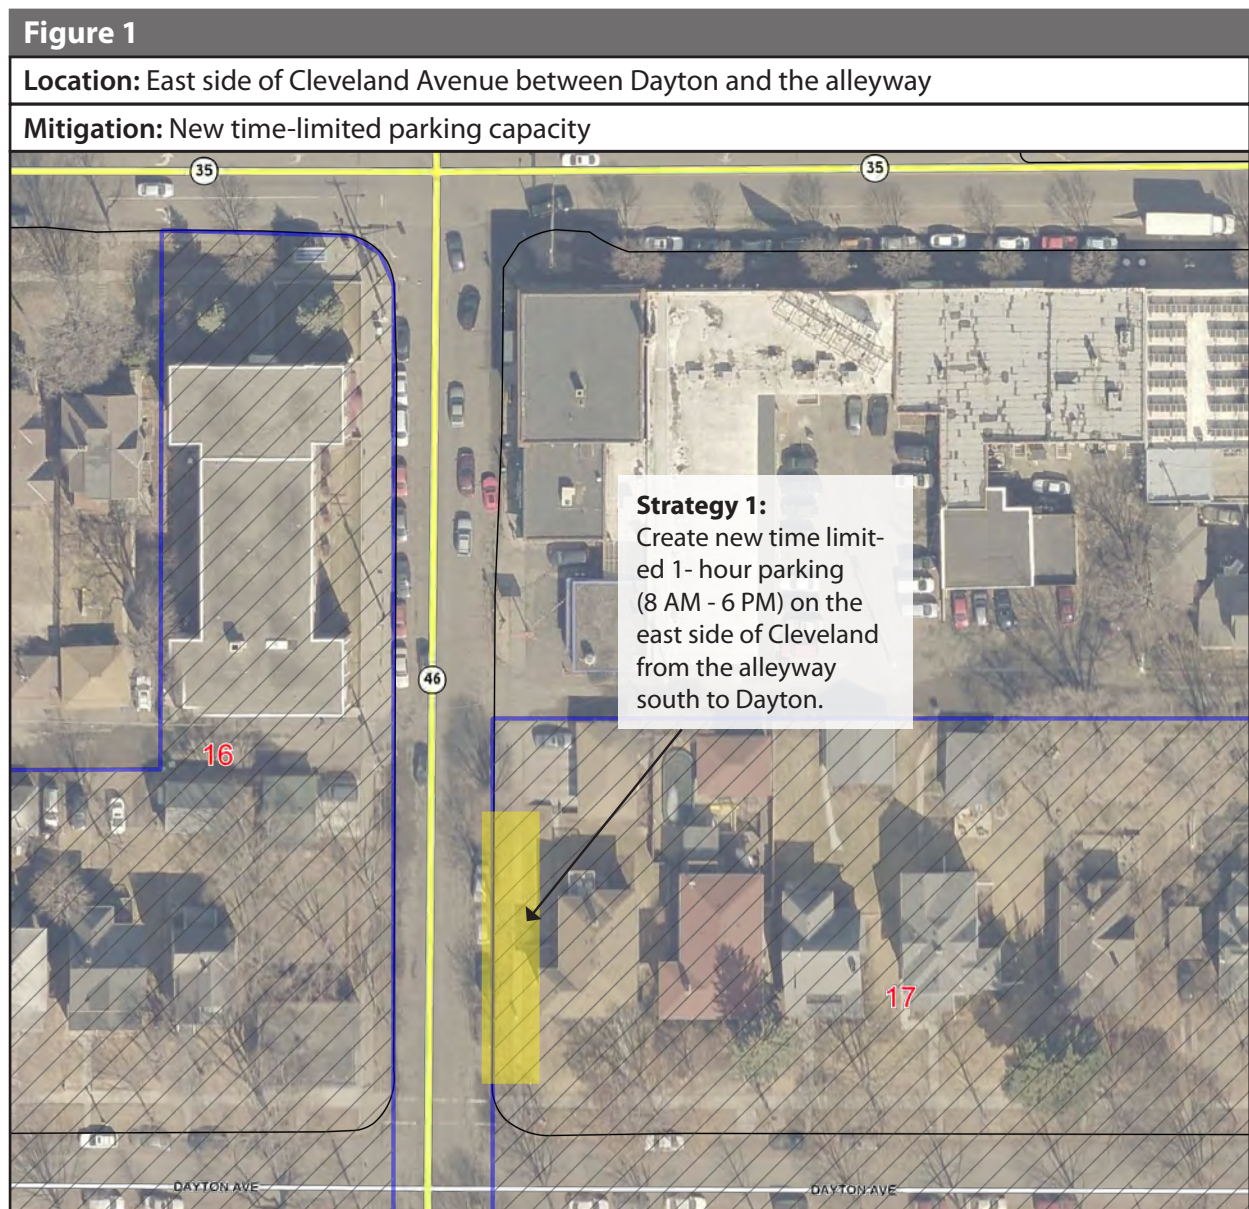 Figure 1
Location: East side of Cleveland Avenue between Dayton and the alleyway
Mitigation: New time-limited parking capacity
35
35
Strategy 1:
Create new time limit-
ed 1- hour parking
(8 AM - 6 PM) on the
east side of Cleveland
from the alleyway
south to Dayton.
46
16
17
DAYTON AVE
DAYTON AVE